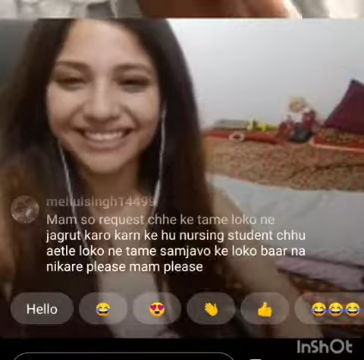 mehulsingh14499
Mam so request chhe ke tame loko ne
jagrut karo karn ke hu nursing student chhu
aetle loko ne tame samjavo ke loko baar na
nikare please mam please
Hello
InShOt